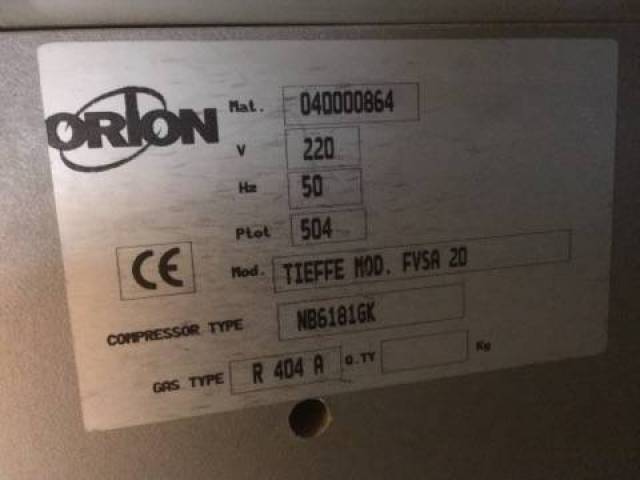 ORION
Mat. 040000864
V 220
Hz 50
Ptot 504
CE
Mod. TIEFFE MOD. FVSA 20
COMPRESSOR TYPE NB6181GK
GAS TYPE R 404 A Q.TY Kg